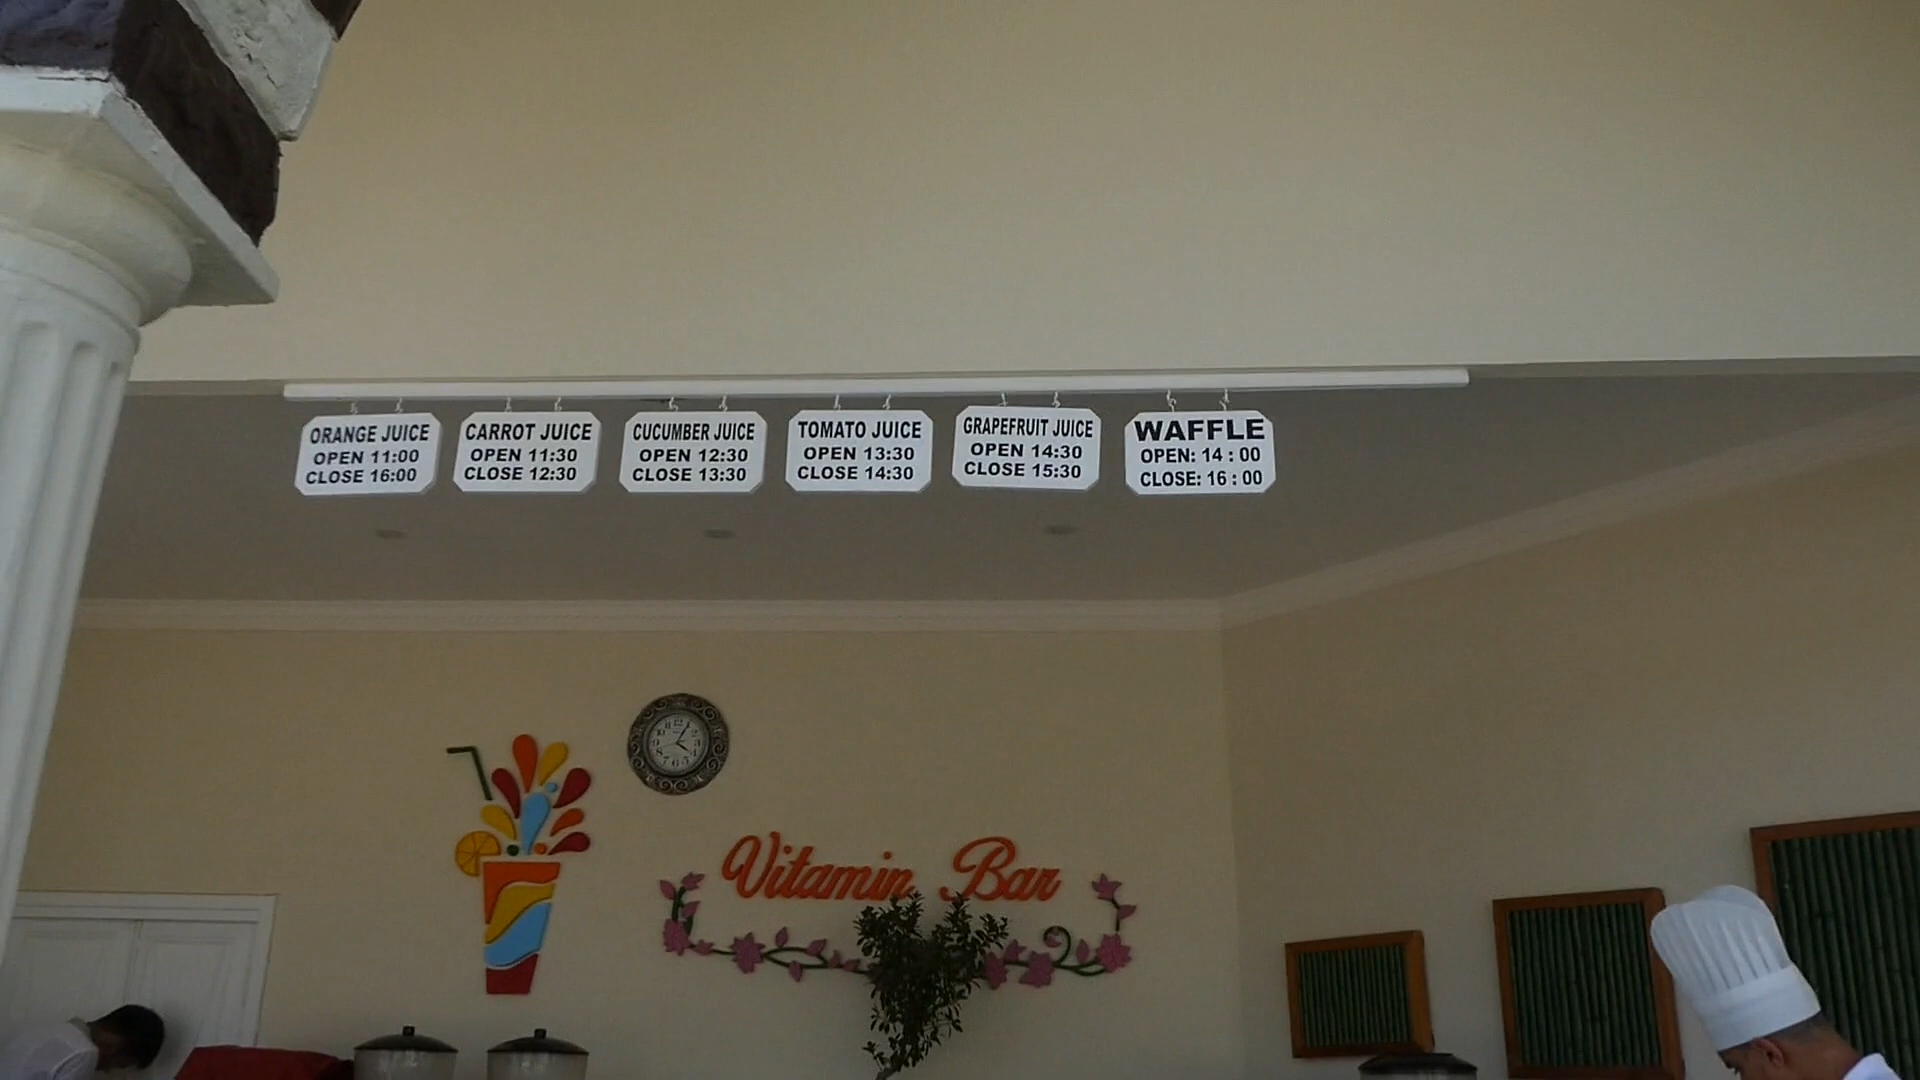 ORANGE JUICE
OPEN 11:00
CLOSE 16:00
CARROT JUICE
OPEN 11:30
CLOSE 12:30
CUCUMBER JUICE
OPEN 12:30
CLOSE 13:30
TOMATO JUICE
OPEN 13:30
CLOSE 14:30
GRAPEFRUIT JUICE
OPEN 14:30
CLOSE 15:30
WAFFLE
OPEN: 14 : 00
CLOSE: 16 : 00
Vitamin Bar